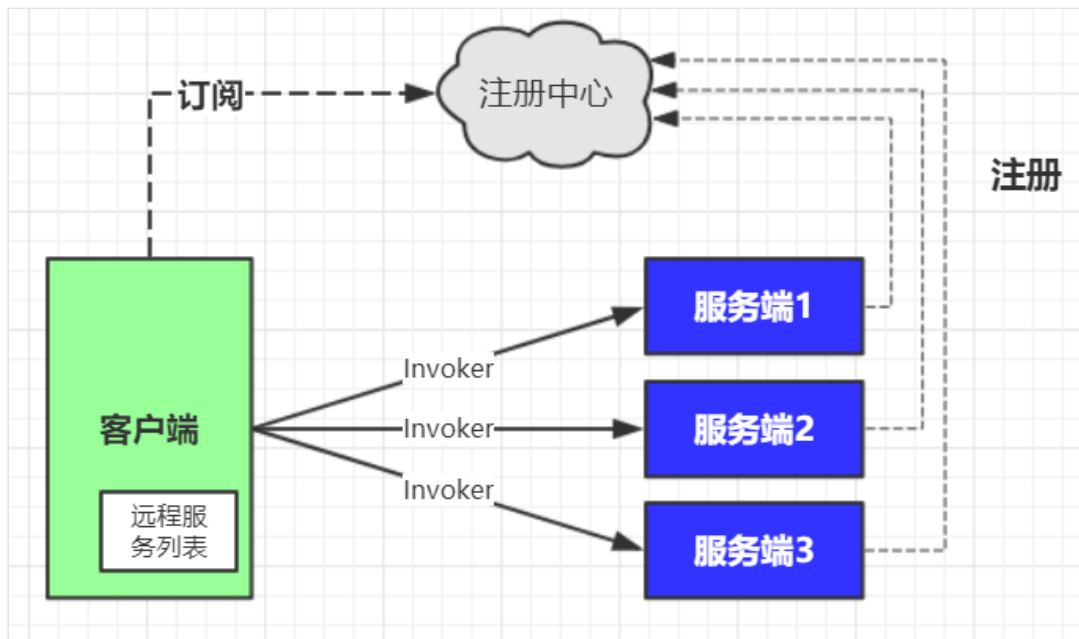 订阅
注册中心
注册
服务端1
Invoker
客户端
Invoker
服务端2
Invoker
远程服
务列表
服务端3